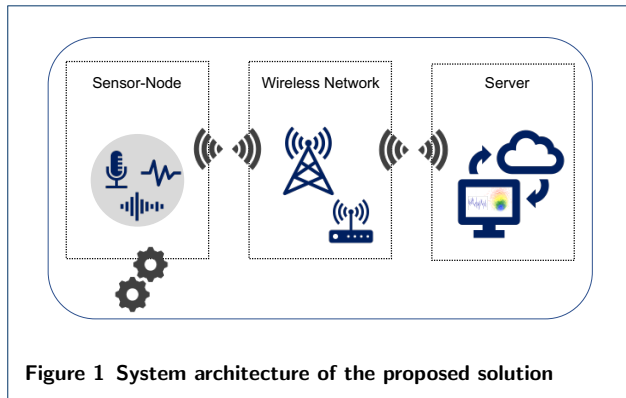 Sensor-Node
Wireless Network
Server
Figure 1 System architecture of the proposed solution